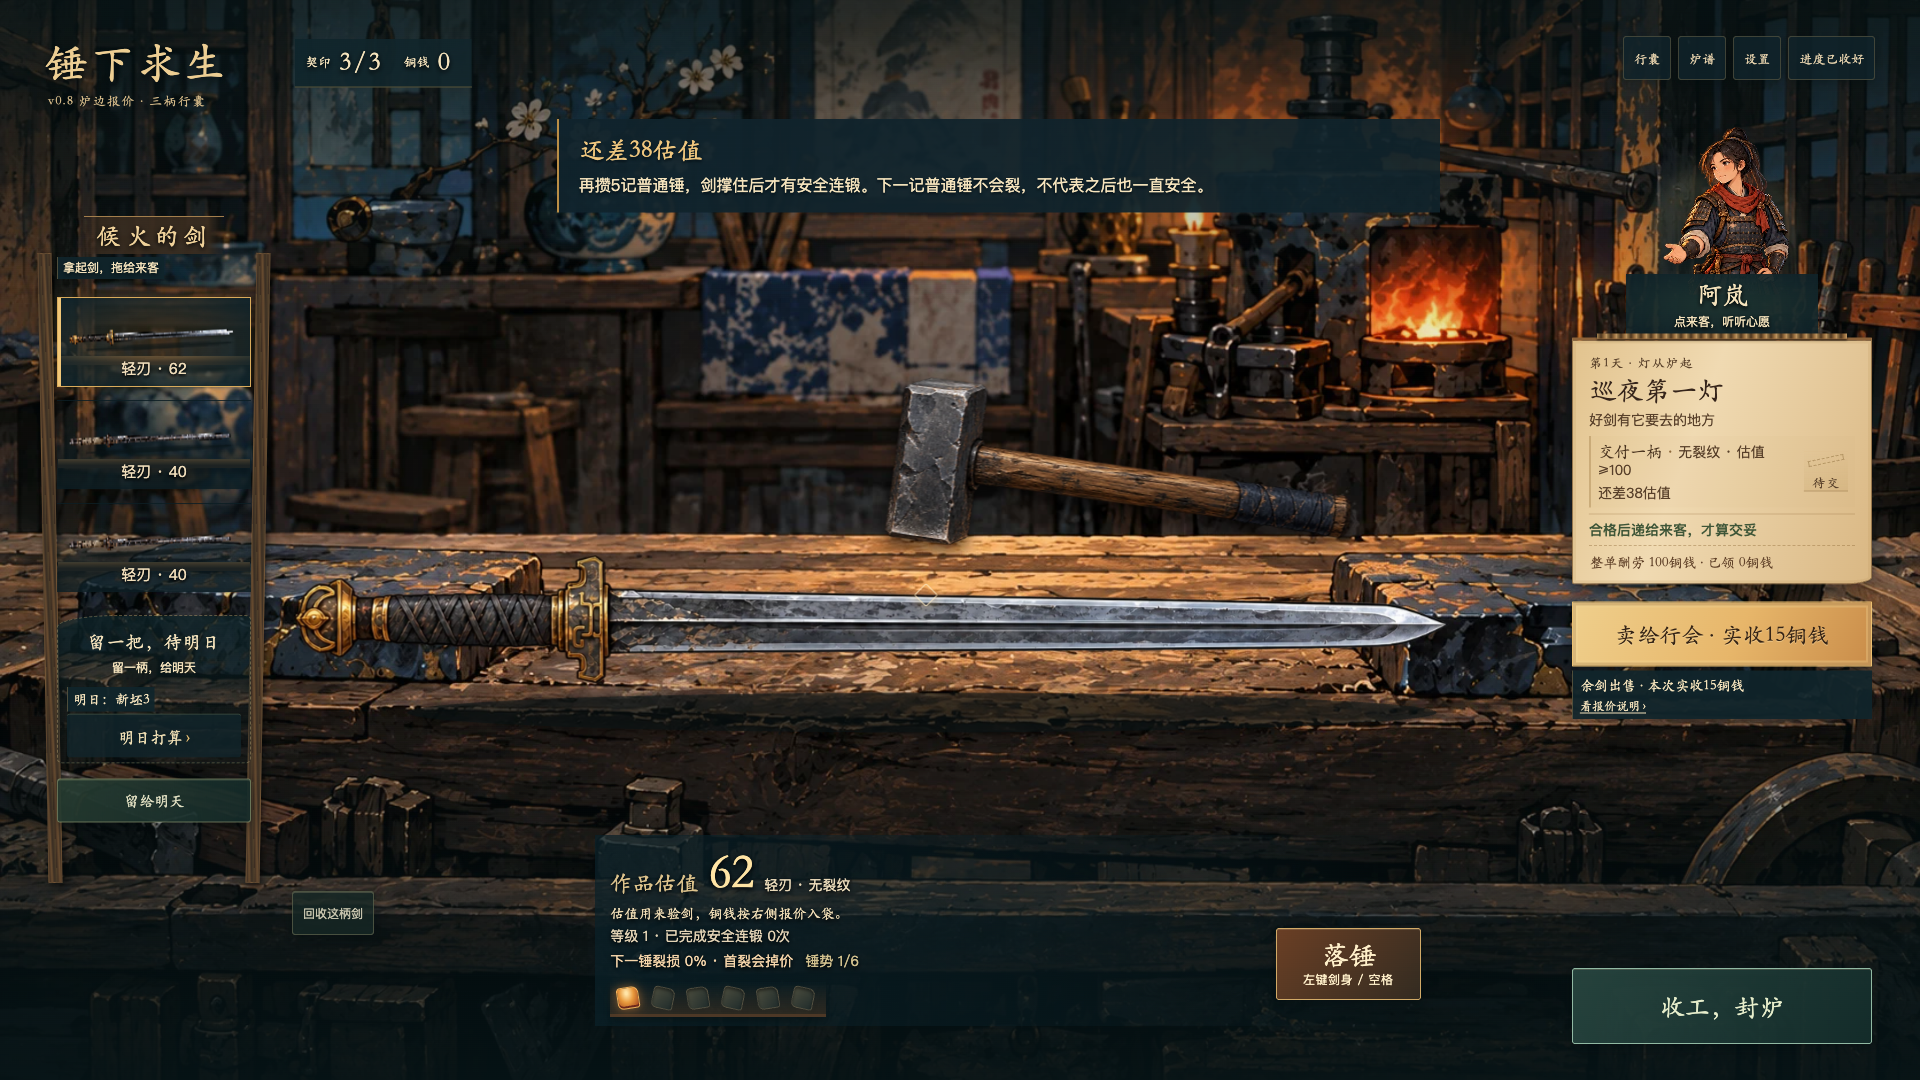 锤下求生
v0.8 炉边报价 · 三柄行囊
契印 3/3 铜钱 0
行囊
炉谱
设置
进度已收好
还差38估值
再攒5记普通锤，剑撑住后才有安全连锻。下一记普通锤不会裂，不代表之后也一直安全。
候火的剑
拿起剑，拖给来客
轻刃 · 62
轻刃 · 40
轻刃 · 40
留一把，待明日
留一柄，给明天
明日：新坯3
明日打算›
留给明天
回收这柄剑
阿岚
点来客，听听心愿
第1天 · 灯从炉起
巡夜第一灯
好剑有它要去的地方
交付一柄 · 无裂纹 · 估值
≥100
还差38估值
待交
合格后递给来客，才算交妥
整单酬劳 100铜钱 · 已领 0铜钱
卖给行会 · 实收15铜钱
余剑出售 · 本次实收15铜钱
看报价说明›
作品估值 62 轻刃 · 无裂纹
估值用来验剑，铜钱按右侧报价入袋。
等级 1 · 已完成安全连锻 0次
下一锤裂损 0% · 首裂会掉价 锤势 1/6
落锤
左键剑身 / 空格
收工，封炉